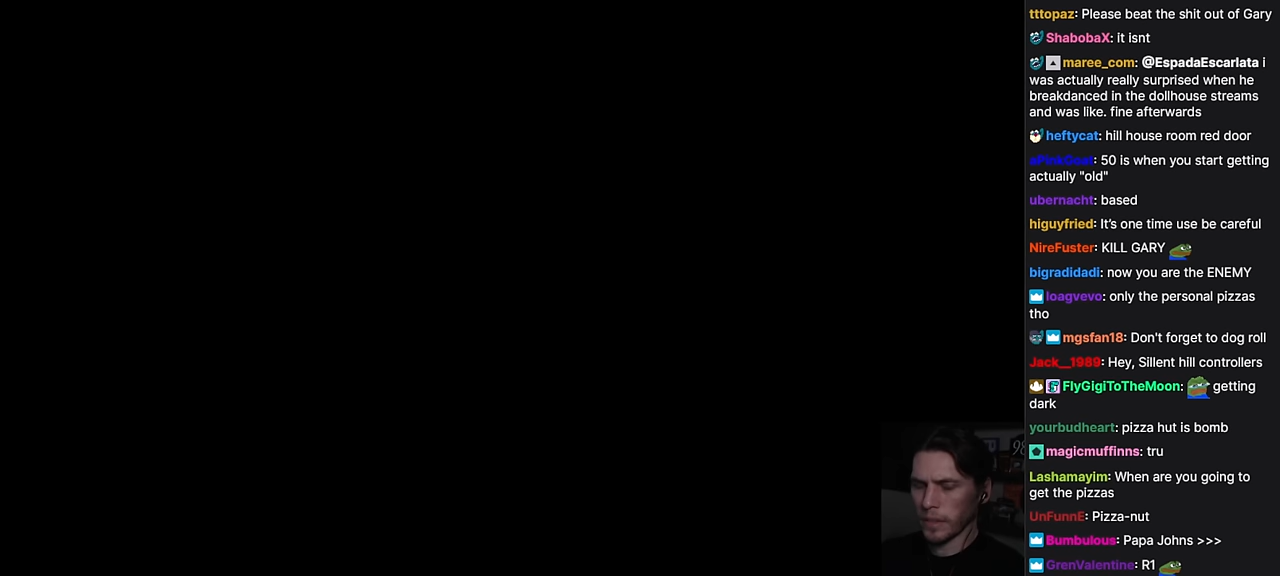 tttopaz: Please beat the shit out of Gary
ShabobaX: it isnt
maree_com: @EspadaEscarlata i
was actually really surprised when he
breakdanced in the dollhouse streams
and was like. fine afterwards
heftycat: hill house room red door
aPinkGoat: 50 is when you start getting
actually "old"
ubernacht: based
higuyfried: It's one time use be careful
NireFuster: KILL GARY
bigradidadi: now you are the ENEMY
loagvevo: only the personal pizzas
tho
mgsfan18: Don't forget to dog roll
Jack__1989: Hey, Sillent hill controllers
FlyGigiToTheMoon: getting
dark
yourbudheart: pizza hut is bomb
magicmuffinns: tru
Lashamayim: When are you going to
get the pizzas
UnFunnE: Pizza-nut
Bumbulous: Papa Johns >>>
GrenValentine: R1